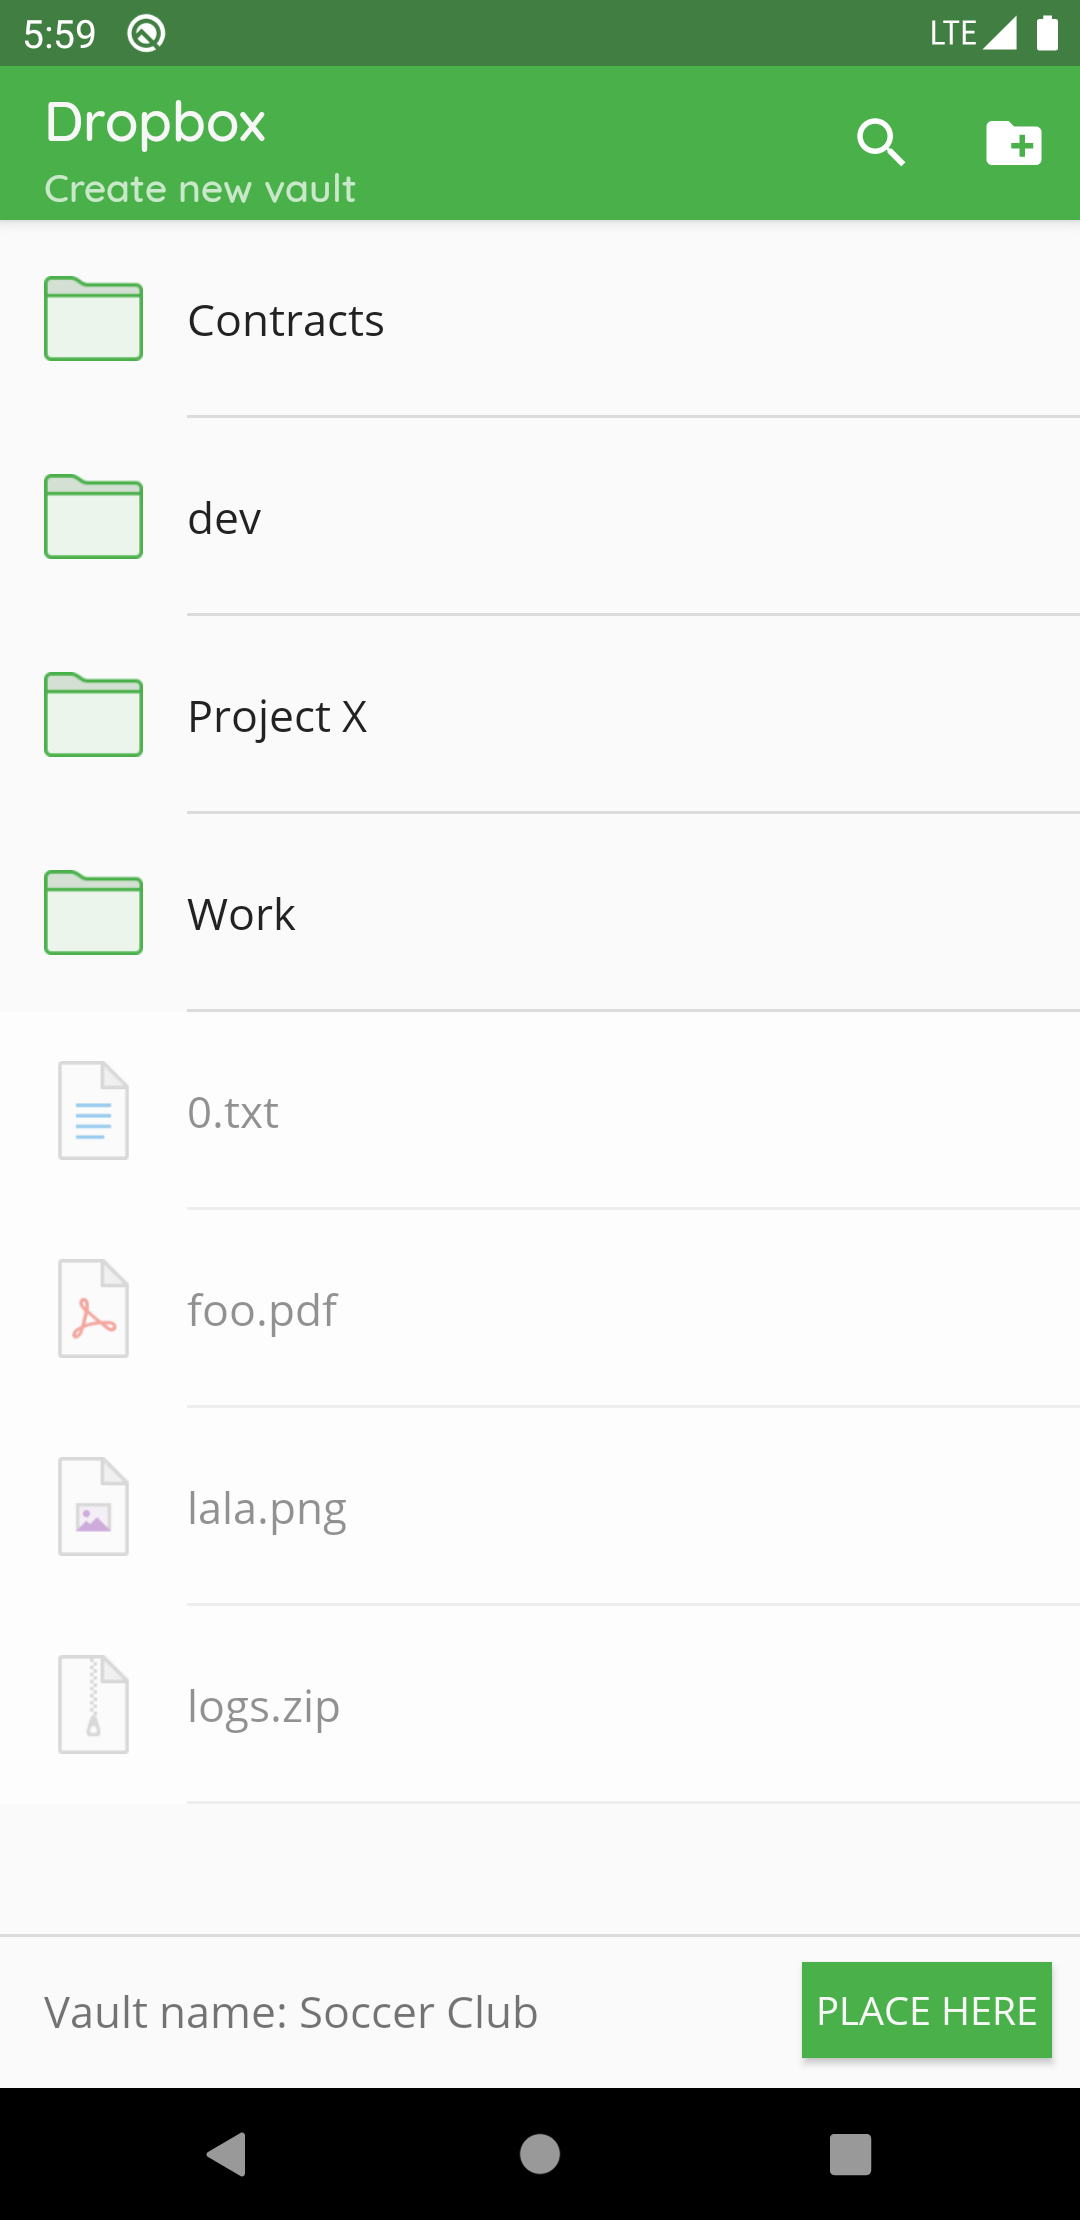 5:59
LTE
Dropbox
Create new vault
Contracts
dev
Project X
Work
0.txt
foo.pdf
lala.png
logs.zip
Vault name: Soccer Club
PLACE HERE